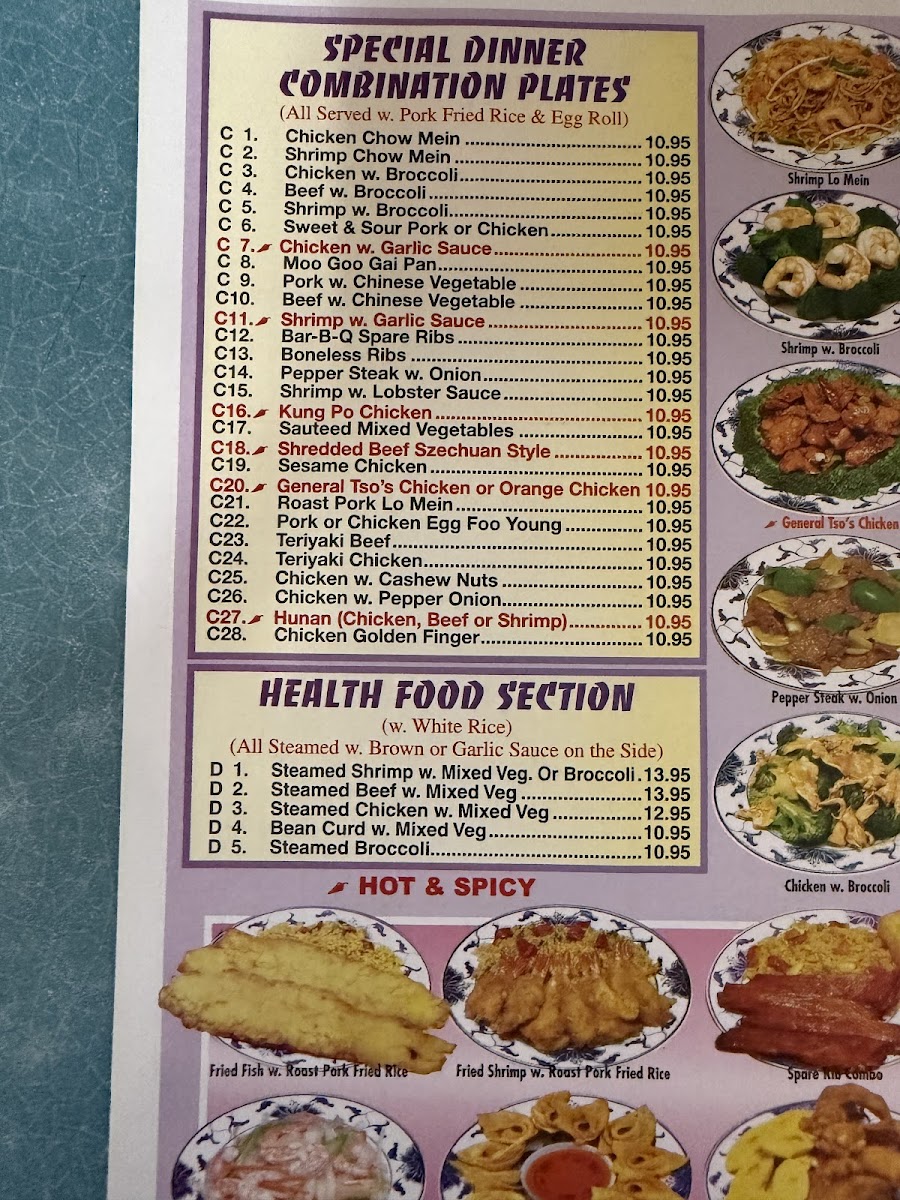 SPECIAL DINNER
COMBINATION PLATES
(All Served w. Pork Fried Rice & Egg Roll)
C 1. Chicken Chow Mein 10.95
C 2. Shrimp Chow Mein 10.95
C 3. Chicken w. Broccoli 10.95
C 4. Beef w. Broccoli 10.95
C 5. Shrimp w. Broccoli 10.95
C 6. Sweet & Sour Pork or Chicken 10.95
C 7. Chicken w. Garlic Sauce 10.95
C 8. Moo Goo Gai Pan 10.95
C 9. Pork w. Chinese Vegetable 10.95
C10. Beef w. Chinese Vegetable 10.95
C11. Shrimp w. Garlic Sauce 10.95
C12. Bar-B-Q Spare Ribs 10.95
C13. Boneless Ribs 10.95
C14. Pepper Steak w. Onion 10.95
C15. Shrimp w. Lobster Sauce 10.95
C16. Kung Po Chicken 10.95
C17. Sauteed Mixed Vegetables 10.95
C18. Shredded Beef Szechuan Style 10.95
C19. Sesame Chicken 10.95
C20. General Tso's Chicken or Orange Chicken 10.95
C21. Roast Pork Lo Mein 10.95
C22. Pork or Chicken Egg Foo Young 10.95
C23. Teriyaki Beef 10.95
C24. Teriyaki Chicken 10.95
C25. Chicken w. Cashew Nuts 10.95
C26. Chicken w. Pepper Onion 10.95
C27. Hunan (Chicken, Beef or Shrimp) 10.95
C28. Chicken Golden Finger 10.95
HEALTH FOOD SECTION
(w. White Rice)
(All Steamed w. Brown or Garlic Sauce on the Side)
D 1. Steamed Shrimp w. Mixed Veg. Or Broccoli 13.95
D 2. Steamed Beef w. Mixed Veg 13.95
D 3. Steamed Chicken w. Mixed Veg 12.95
D 4. Bean Curd w. Mixed Veg 10.95
D 5. Steamed Broccoli 10.95
HOT & SPICY
Shrimp Lo Mein
Shrimp w. Broccoli
General Tso's Chicken
Pepper Steak w. Onion
Chicken w. Broccoli
Fried Fish w. Roast Pork Fried Rice
Fried Shrimp w. Roast Pork Fried Rice
Spare Rib Combo